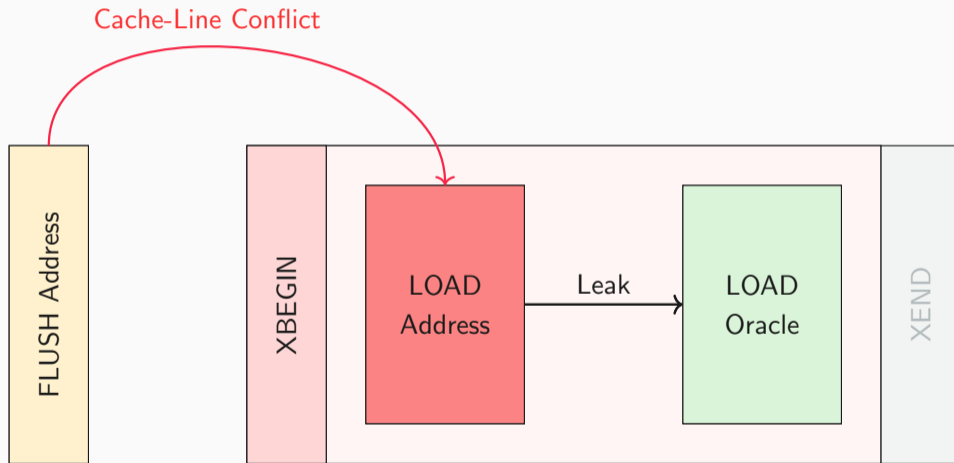 Cache-Line Conflict
FLUSH Address
XBEGIN
LOAD
Address
Leak
LOAD
Oracle
XEND